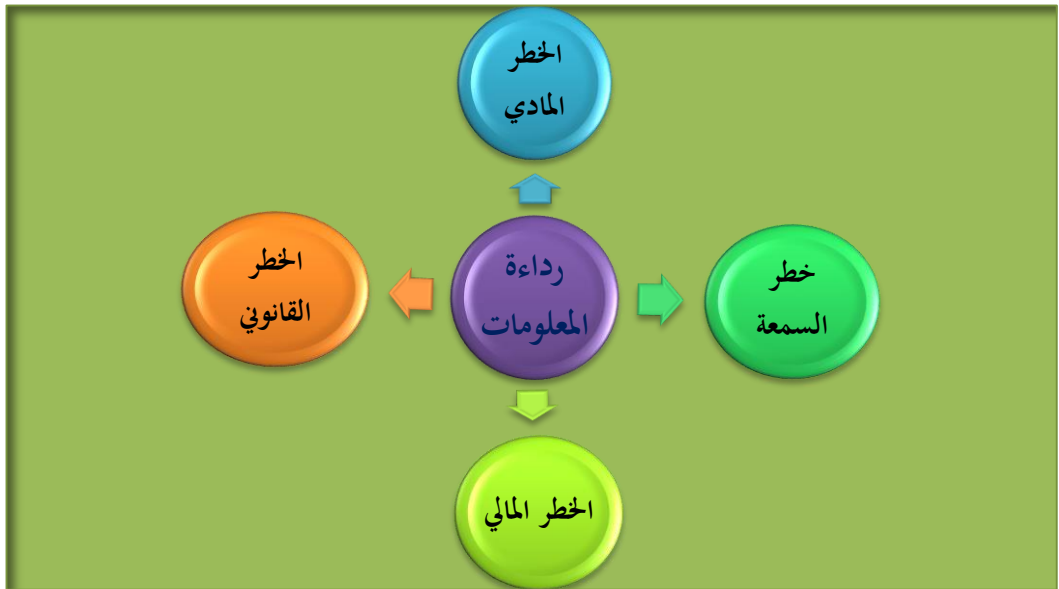 الخطر
المادي
خطر
السمعة
رداءة
المعلومات
الخطر
القانوني
الخطر المالي